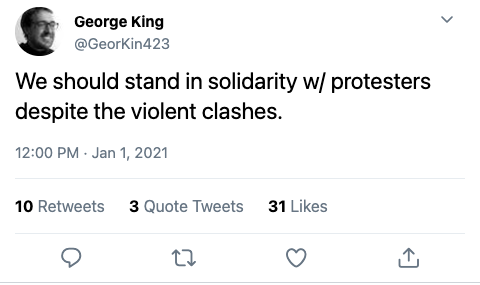 George King
@GeorKin423
We should stand in solidarity w/ protesters
despite the violent clashes.
12:00 PM · Jan 1, 2021
10 Retweets 3 Quote Tweets 31 Likes